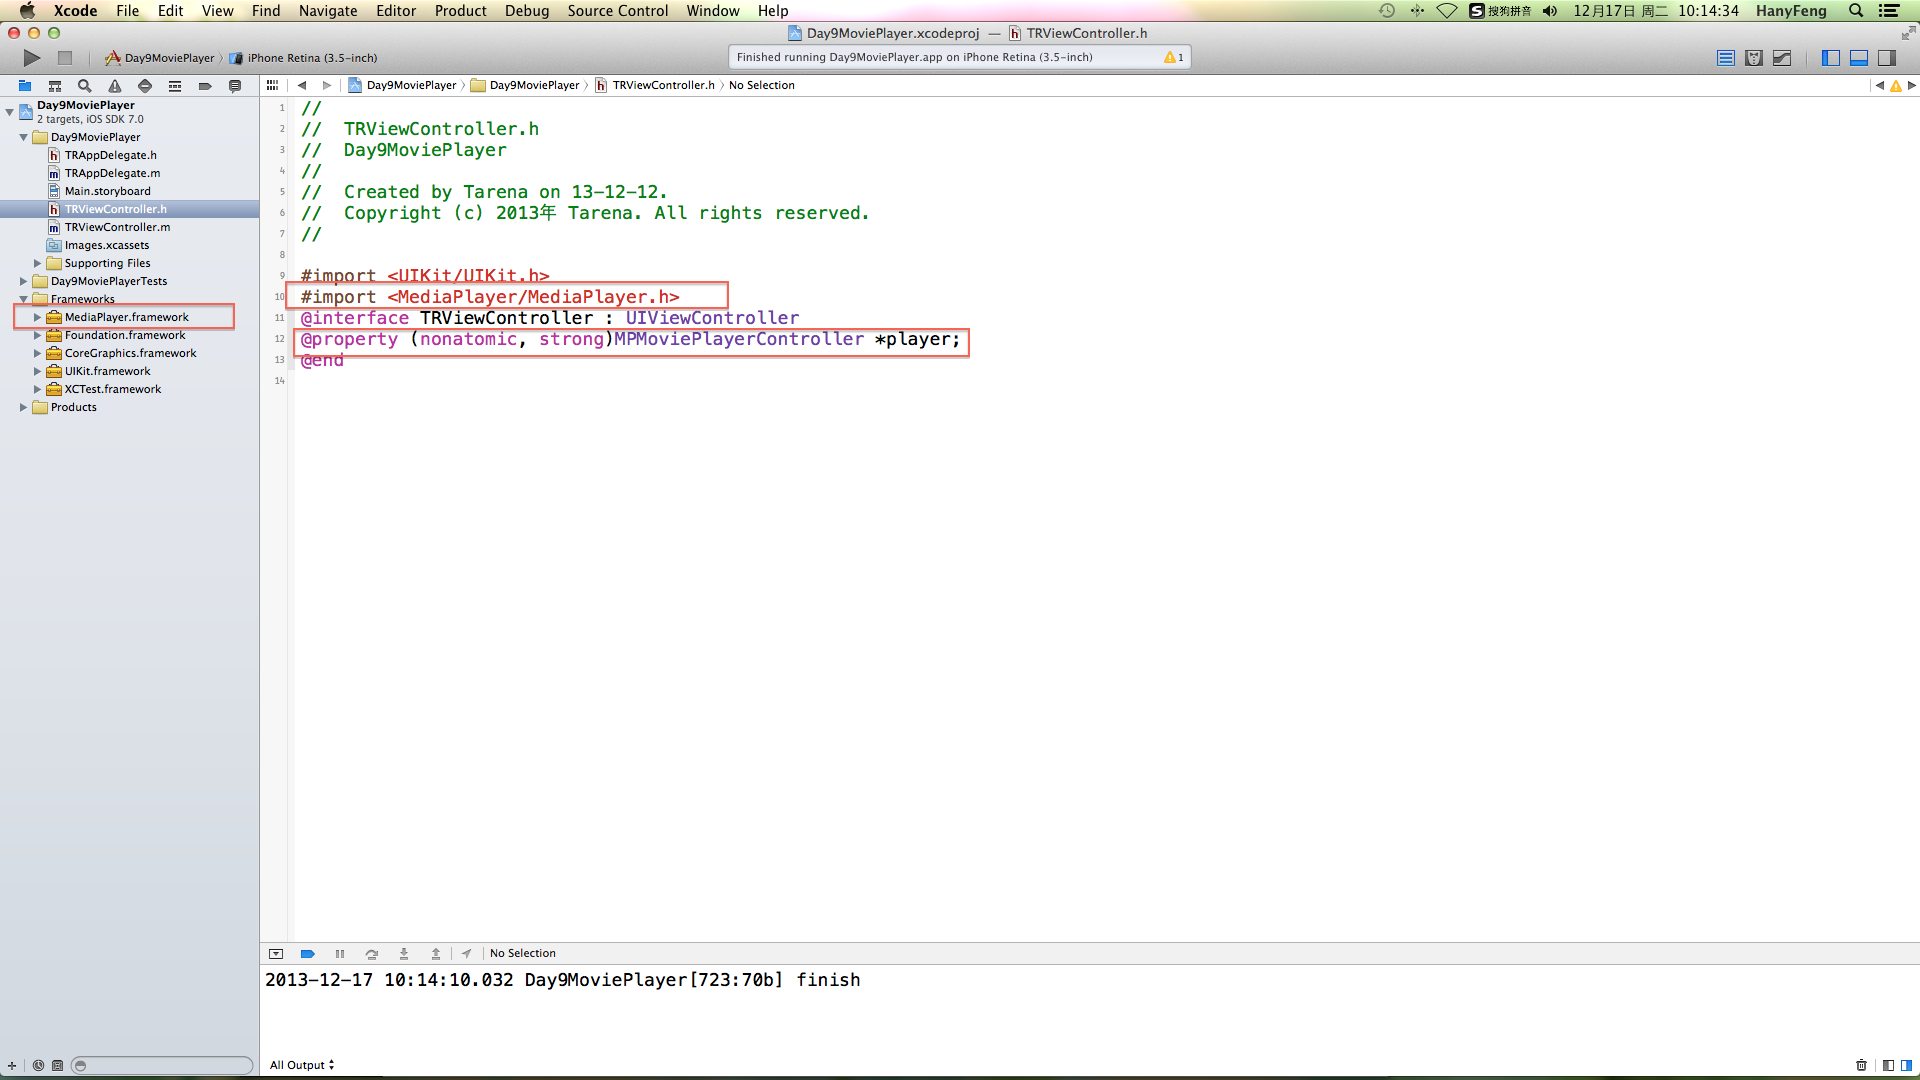 Xcode File Edit View Find Navigate Editor Product Debug Source Control Window Help S 搜狗拼音 12月17日 周二 10:14:34 HanyFeng
Day9MoviePlayer.xcodeproj — h TRViewController.h
Day9MoviePlayer iPhone Retina (3.5-inch) Finished running Day9MoviePlayer.app on iPhone Retina (3.5-inch) 1
Day9MoviePlayer Day9MoviePlayer h TRViewController.h No Selection
Day9MoviePlayer
2 targets, iOS SDK 7.0
Day9MoviePlayer
h TRAppDelegate.h
m TRAppDelegate.m
Main.storyboard
h TRViewController.h
m TRViewController.m
Images.xcassets
Supporting Files
Day9MoviePlayerTests
Frameworks
MediaPlayer.framework
Foundation.framework
CoreGraphics.framework
UIKit.framework
XCTest.framework
Products
1 //
2 // TRViewController.h
3 // Day9MoviePlayer
4 //
5 // Created by Tarena on 13-12-12.
6 // Copyright (c) 2013年 Tarena. All rights reserved.
7 //
8
9 #import <UIKit/UIKit.h>
10 #import <MediaPlayer/MediaPlayer.h>
11 @interface TRViewController : UIViewController
12 @property (nonatomic, strong)MPMoviePlayerController *player;
13 @end
14
No Selection
2013-12-17 10:14:10.032 Day9MoviePlayer[723:70b] finish
All Output